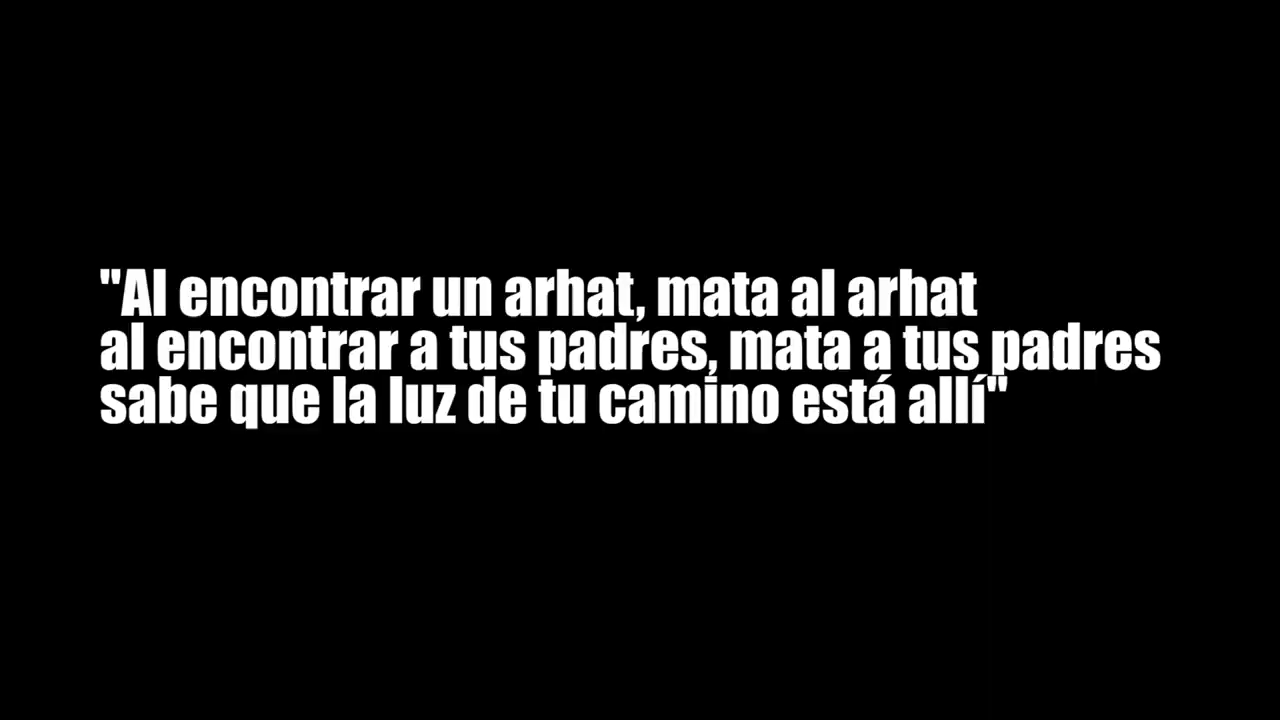 "Al encontrar un arhat, mata al arhat
al encontrar a tus padres, mata a tus padres
sabe que la luz de tu camino está allí"